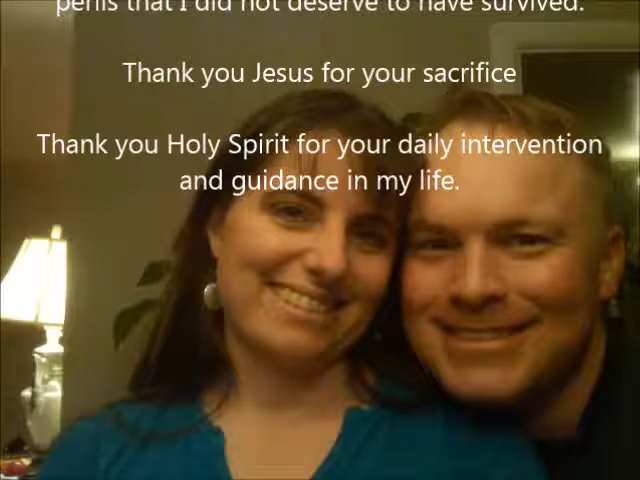 perils that I did not deserve to have survived.
Thank you Jesus for your sacrifice
Thank you Holy Spirit for your daily intervention
and guidance in my life.